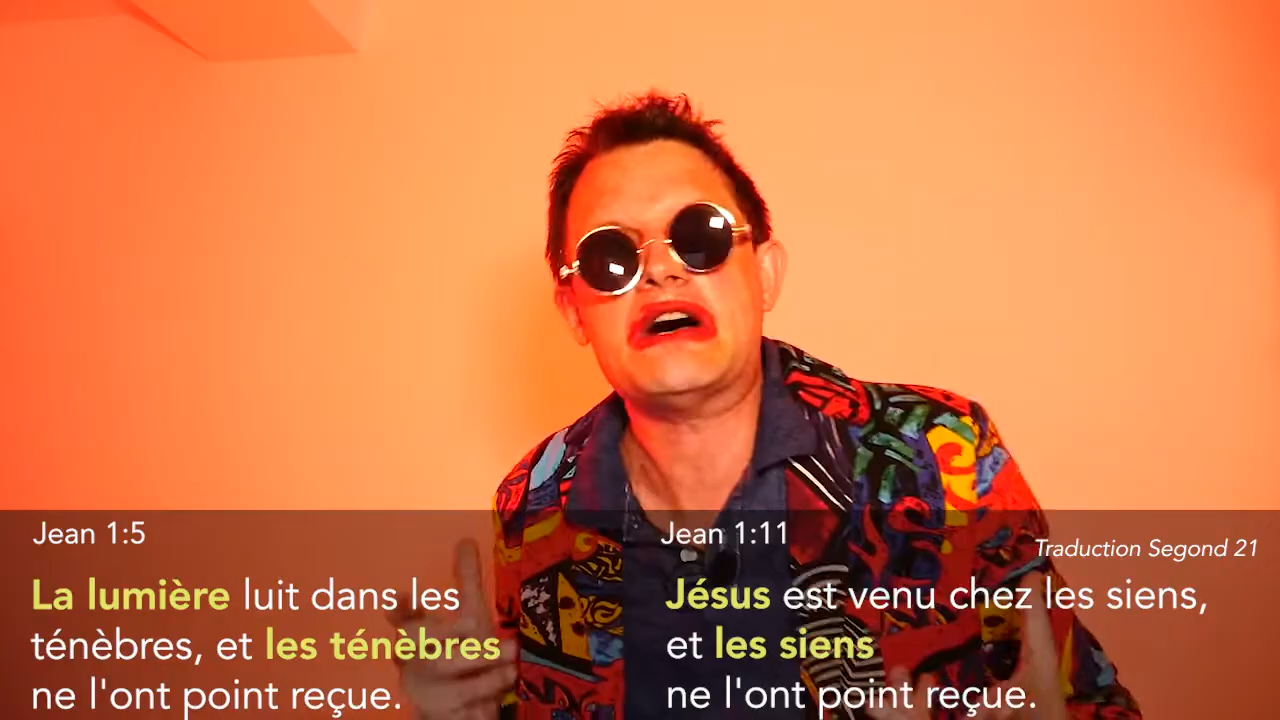 Jean 1:5
La lumière luit dans les
ténèbres, et les ténèbres
ne l'ont point reçue.
Jean 1:11
Traduction Segond 21
Jésus est venu chez les siens,
et les siens
ne l'ont point reçue.